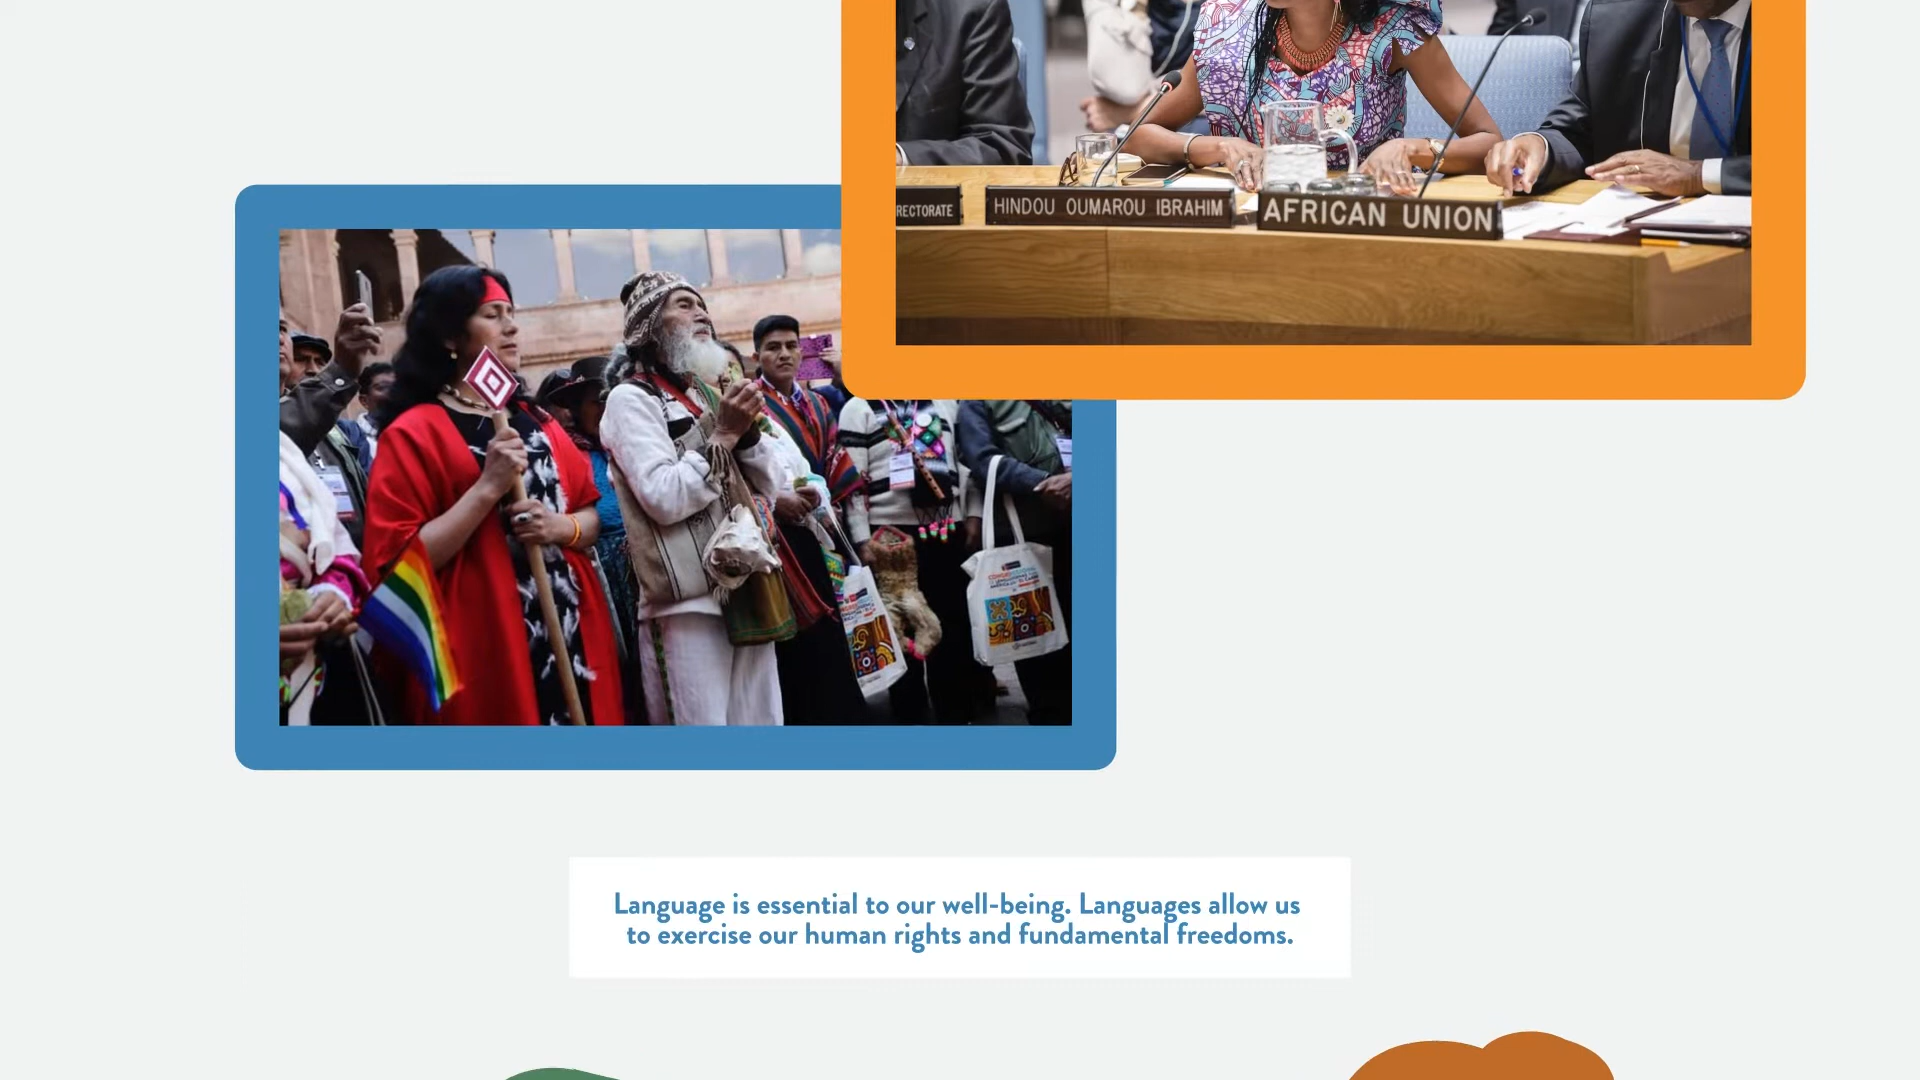 RECTORATE
HINDOU OUMAROU IBRAHIM
AFRICAN UNION
Language is essential to our well-being. Languages allow us
to exercise our human rights and fundamental freedoms.